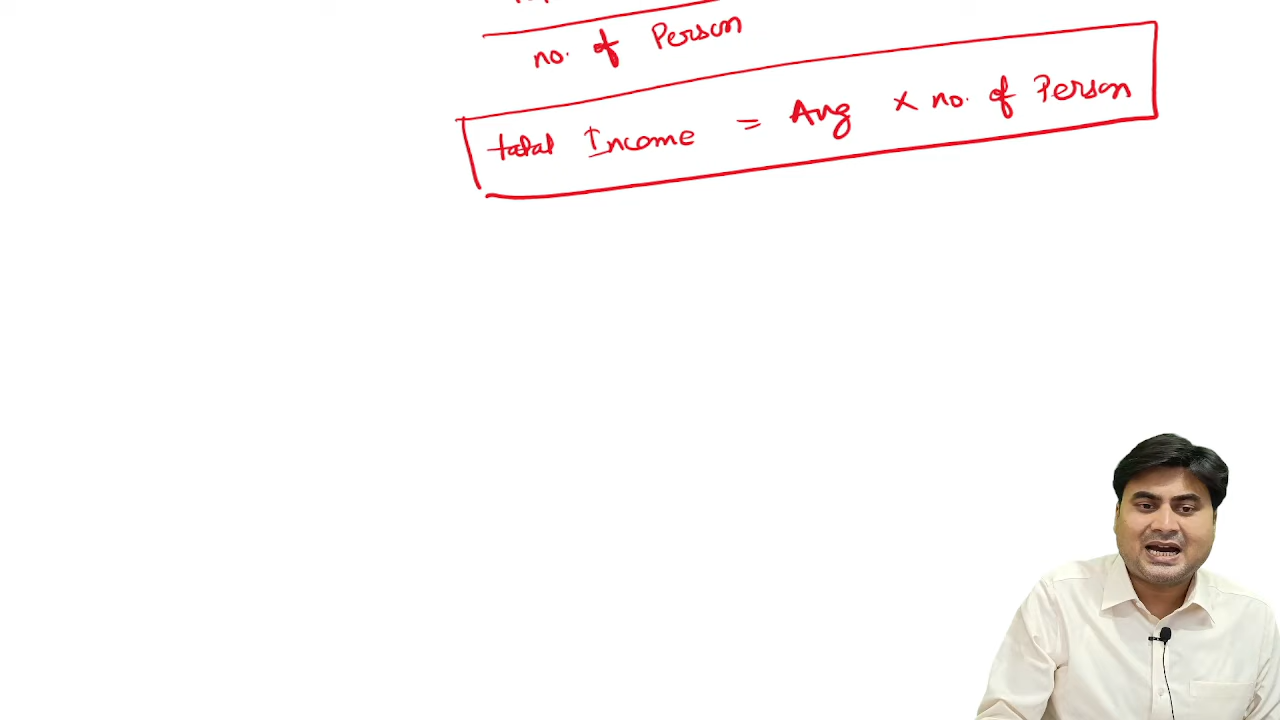 no. of Person
total Income = Avg × no. of Person